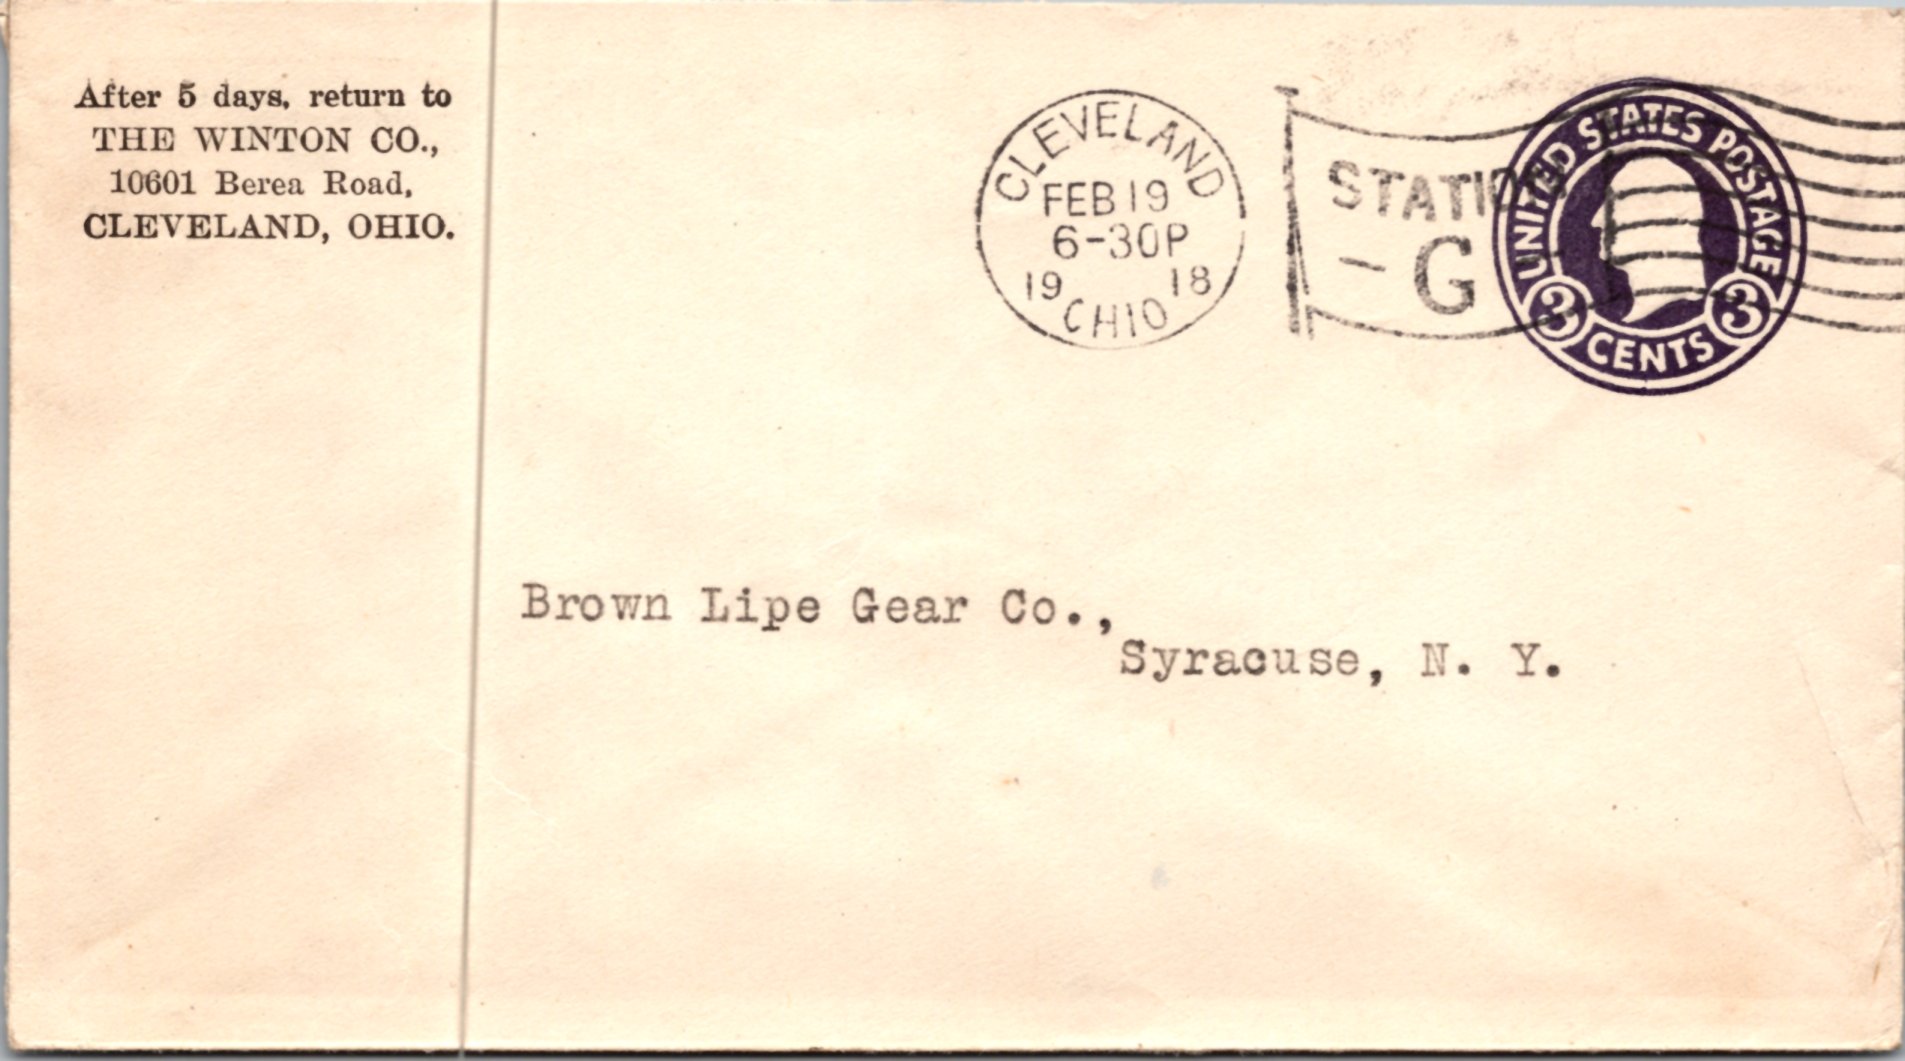 After 5 days, return to
THE WINTON CO.,
10601 Berea Road,
CLEVELAND, OHIO.
CLEVELAND
FEB 19
6-30P
19 18
OHIO
STATION
- G
UNITED STATES POSTAGE
3 3
CENTS
Brown Lipe Gear Co.,
Syracuse, N. Y.